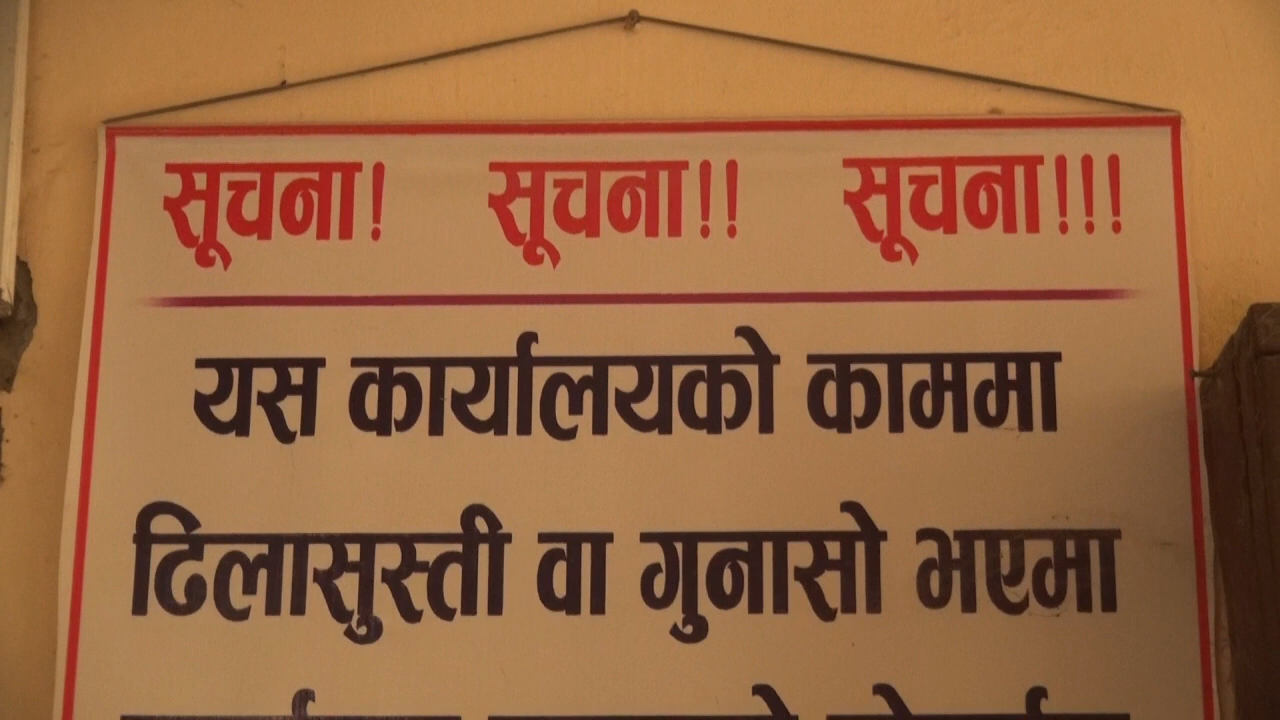 सूचना! सूचना!! सूचना!!!
यस कार्यालयको काममा
ढिलासुस्ती वा गुनासो भएमा